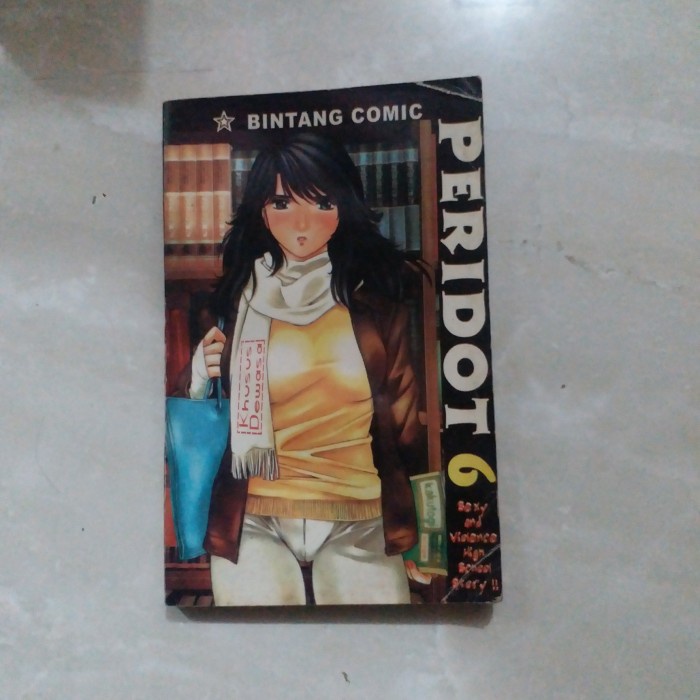 BINTANG COMIC
PERIDOT 6
Khusus
Dewasa
Sexy
and
Violence
High
School
Story !!